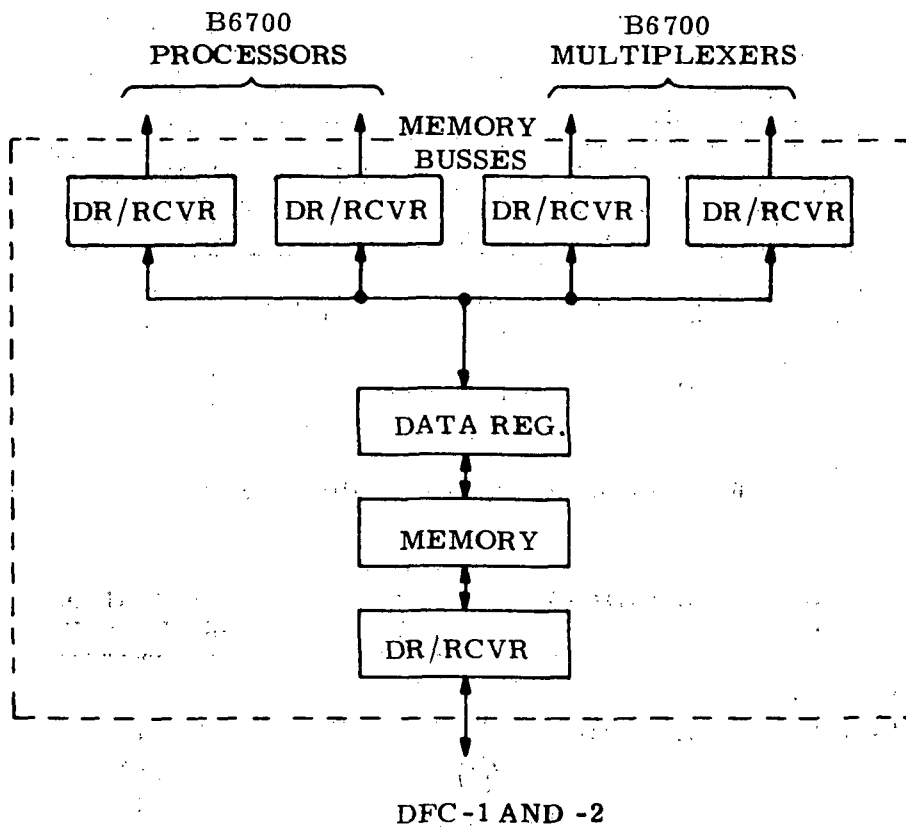 B6700
PROCESSORS
B6700
MULTIPLEXERS
MEMORY
BUSSES
DR/RCVR
DR/RCVR
DR/RCVR
DR/RCVR
DATA REG.
MEMORY
DR/RCVR
DFC-1 AND -2